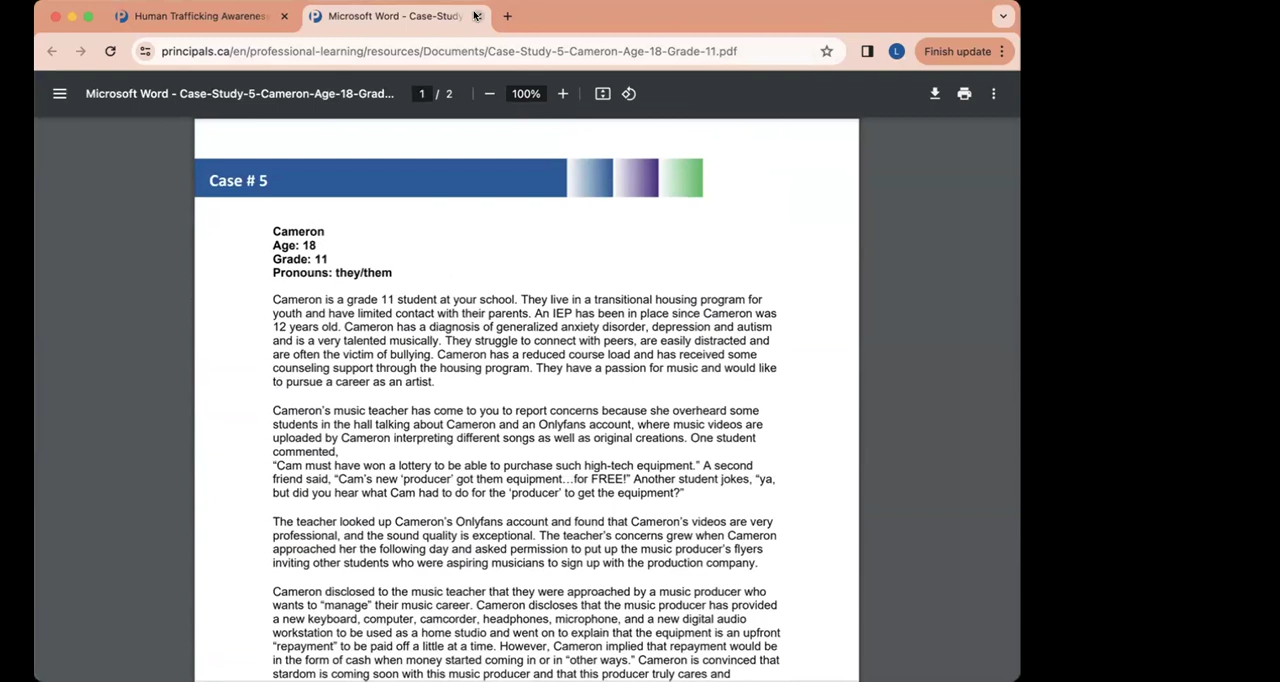 Human Trafficking Awarenes
Microsoft Word - Case-Study
principals.ca/en/professional-learning/resources/Documents/Case-Study-5-Cameron-Age-18-Grade-11.pdf
L
Finish update
Microsoft Word - Case-Study-5-Cameron-Age-18-Grad...
1 / 2
100%
Case # 5
Cameron
Age: 18
Grade: 11
Pronouns: they/them
Cameron is a grade 11 student at your school. They live in a transitional housing program for
youth and have limited contact with their parents. An IEP has been in place since Cameron was
12 years old. Cameron has a diagnosis of generalized anxiety disorder, depression and autism
and is a very talented musically. They struggle to connect with peers, are easily distracted and
are often the victim of bullying. Cameron has a reduced course load and has received some
counseling support through the housing program. They have a passion for music and would like
to pursue a career as an artist.
Cameron's music teacher has come to you to report concerns because she overheard some
students in the hall talking about Cameron and an Onlyfans account, where music videos are
uploaded by Cameron interpreting different songs as well as original creations. One student
commented,
“Cam must have won a lottery to be able to purchase such high-tech equipment.” A second
friend said, “Cam's new ‘producer’ got them equipment…for FREE!” Another student jokes, “ya,
but did you hear what Cam had to do for the ‘producer’ to get the equipment?”
The teacher looked up Cameron's Onlyfans account and found that Cameron's videos are very
professional, and the sound quality is exceptional. The teacher's concerns grew when Cameron
approached her the following day and asked permission to put up the music producer's flyers
inviting other students who were aspiring musicians to sign up with the production company.
Cameron disclosed to the music teacher that they were approached by a music producer who
wants to “manage” their music career. Cameron discloses that the music producer has provided
a new keyboard, computer, camcorder, headphones, microphone, and a new digital audio
workstation to be used as a home studio and went on to explain that the equipment is an upfront
“repayment” to be paid off a little at a time. However, Cameron implied that repayment would be
in the form of cash when money started coming in or in “other ways.” Cameron is convinced that
stardom is coming soon with this music producer and that this producer truly cares and